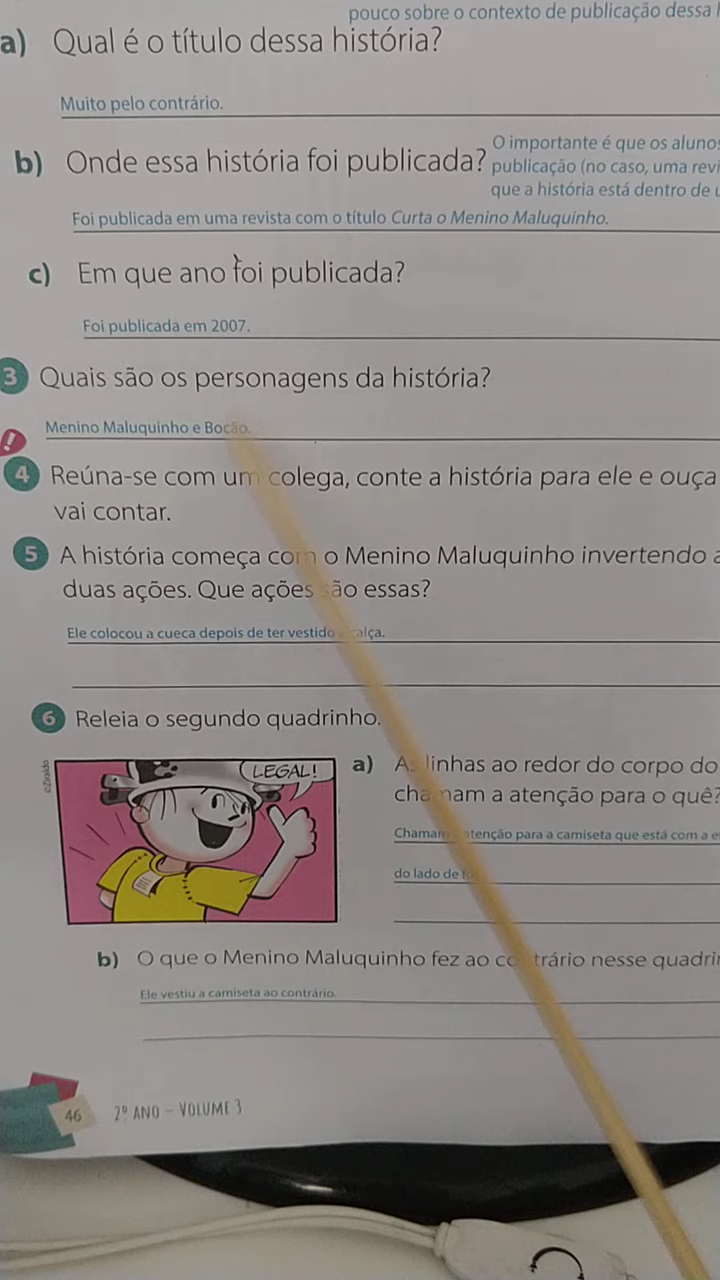 pouco sobre o contexto de publicação dessa
a) Qual é o título dessa história?
Muito pelo contrário.
O importante é que os alunos
b) Onde essa história foi publicada? publicação (no caso, uma
que a história está dentro de
Foi publicada em uma revista com o título Curta o Menino Maluquinho.
c) Em que ano foi publicada?
Foi publicada em 2007.
3 Quais são os personagens da história?
Menino Maluquinho e Bocão.
!
4 Reúna-se com um colega, conte a história para ele e ouça
vai contar.
5 A história começa com o Menino Maluquinho invertendo
duas ações. Que ações são essas?
Ele colocou a cueca depois de ter vestido a calça.
6 Releia o segundo quadrinho.
©Ziraldo
LEGAL!
a) As linhas ao redor do corpo do
chamam a atenção para o quê?
Chamam a atenção para a camiseta que está com a
do lado de
b) O que o Menino Maluquinho fez ao contrário nesse
Ele vestiu a camiseta ao contrário.
46 2º ANO – VOLUME 3